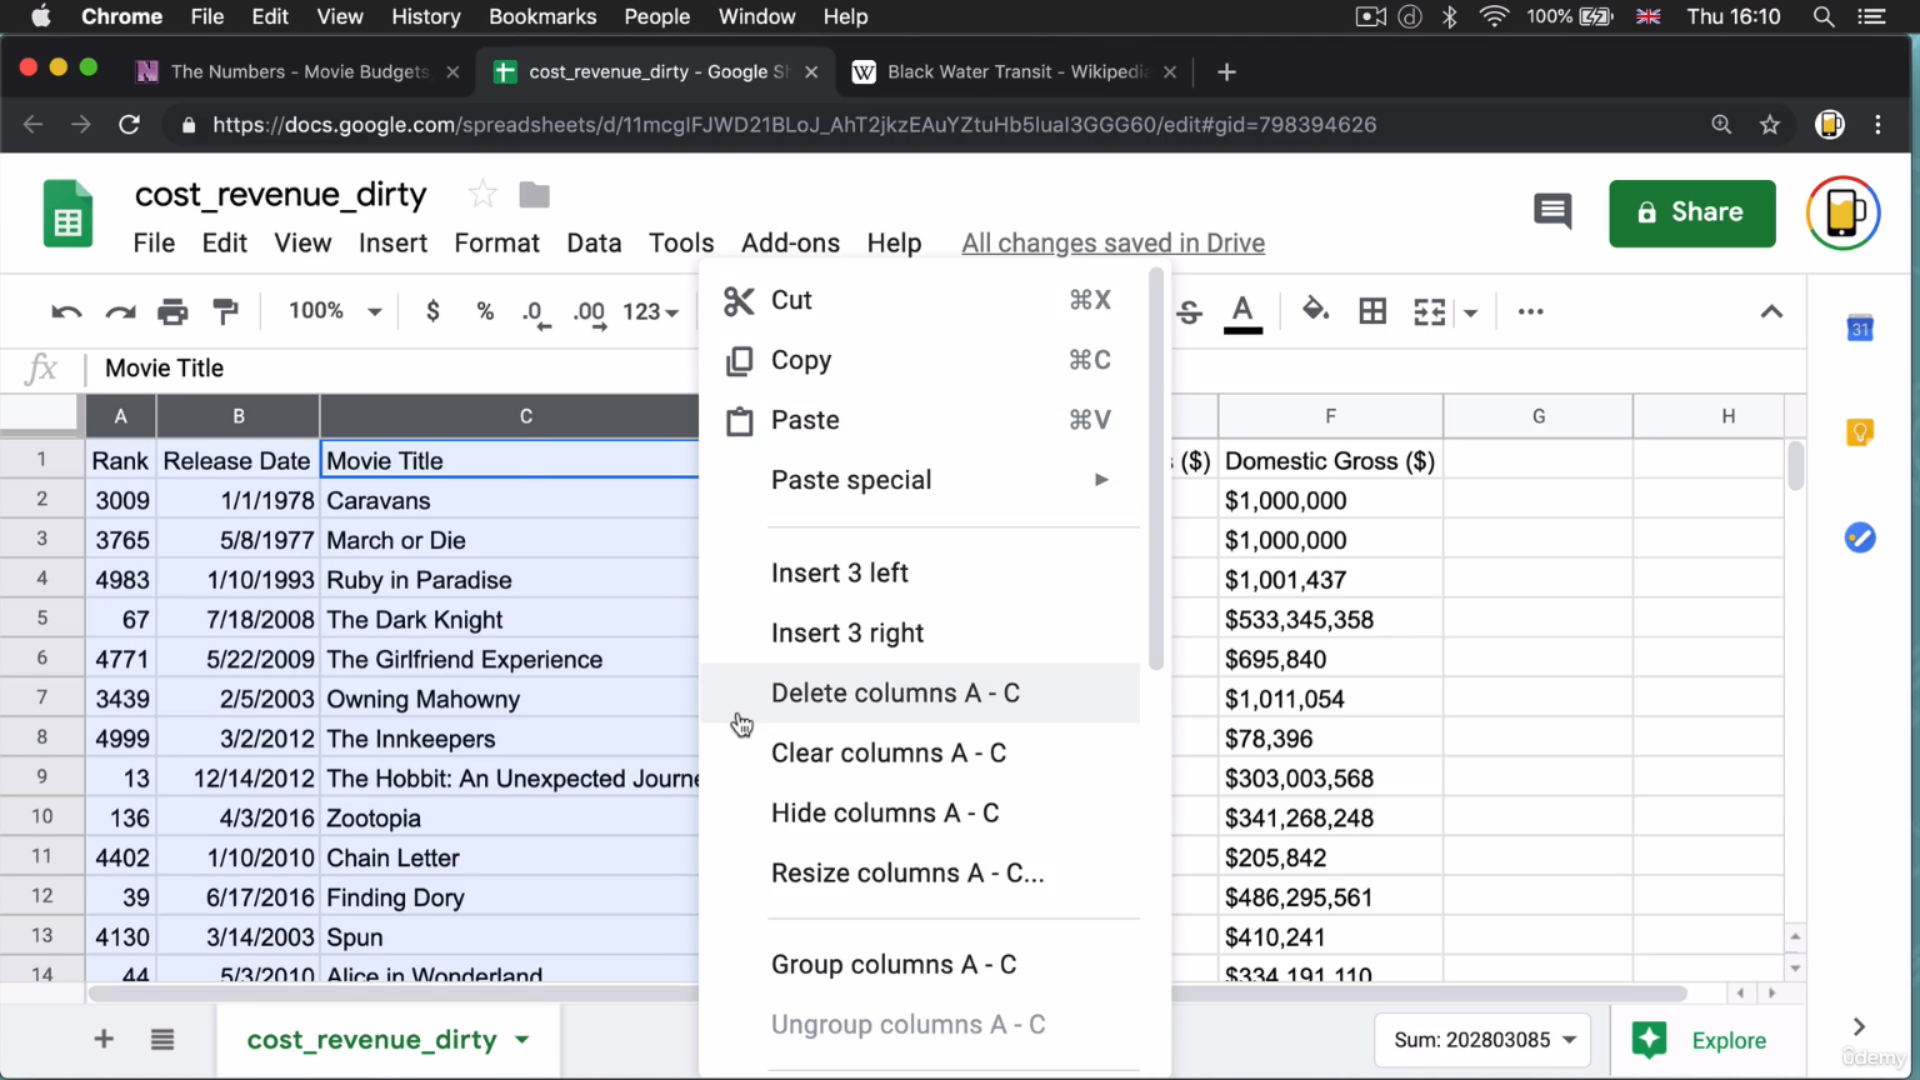 Chrome File Edit View History Bookmarks People Window Help 100% Thu 16:10
The Numbers - Movie Budgets, cost_revenue_dirty - Google Sh Black Water Transit - Wikipedia
https://docs.google.com/spreadsheets/d/11mcgIFJWD21BLoJ_AhT2jkzEAuYZtuHb5luaI3GGG60/edit#gid=798394626
cost_revenue_dirty
Share
File Edit View Insert Format Data Tools Add-ons Help All changes saved in Drive
100% $ % .0 .00 123 S A
31
fx Movie Title
A B C F G H
1 Rank Release Date Movie Title ($) Domestic Gross ($)
2 3009 1/1/1978 Caravans $1,000,000
3 3765 5/8/1977 March or Die $1,000,000
4 4983 1/10/1993 Ruby in Paradise $1,001,437
5 67 7/18/2008 The Dark Knight $533,345,358
6 4771 5/22/2009 The Girlfriend Experience $695,840
7 3439 2/5/2003 Owning Mahowny $1,011,054
8 4999 3/2/2012 The Innkeepers $78,396
9 13 12/14/2012 The Hobbit: An Unexpected Journe $303,003,568
10 136 4/3/2016 Zootopia $341,268,248
11 4402 1/10/2010 Chain Letter $205,842
12 39 6/17/2016 Finding Dory $486,295,561
13 4130 3/14/2003 Spun $410,241
14 44 5/3/2010 Alice in Wonderland $334,191,110
Cut ⌘X
Copy ⌘C
Paste ⌘V
Paste special
Insert 3 left
Insert 3 right
Delete columns A - C
Clear columns A - C
Hide columns A - C
Resize columns A - C...
Group columns A - C
Ungroup columns A - C
cost_revenue_dirty Sum: 202803085 Explore
ûdemy